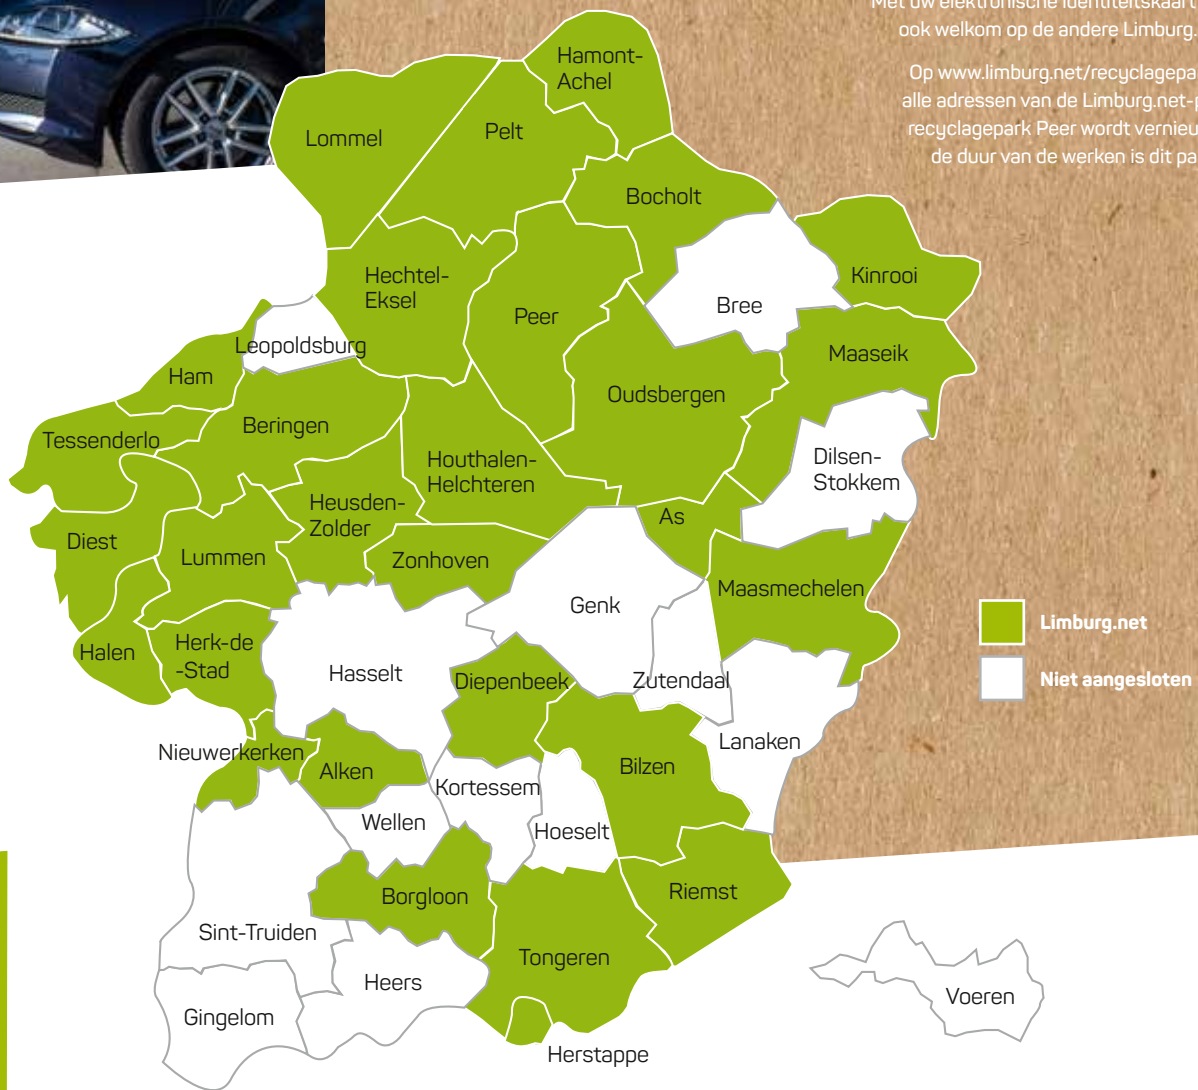 Met uw elektronische identiteitskaart
ook welkom op de andere Limburg.
Op www.limburg.net/recyclagepa
alle adressen van de Limburg.net-p
recyclagepark Peer wordt vernieu
de duur van de werken is dit pa
Hamont-
Achel
Lommel
Pelt
Bocholt
Hechtel-
Eksel
Kinrooi
Bree
Peer
Leopoldsburg
Maaseik
Ham
Oudsbergen
Beringen
Tessenderlo
Dilsen-
Stokkem
Houthalen-
Helchteren
Heusden-
Zolder
As
Diest
Lummen
Zonhoven
Maasmechelen
Genk
Limburg.net
Herk-de
-Stad
Halen
Hasselt
Diepenbeek
Zutendaal
Niet aangesloten
Lanaken
Nieuwerkerken
Alken
Bilzen
Kortessem
Wellen
Hoeselt
Riemst
Borgloon
Sint-Truiden
Tongeren
Heers
Voeren
Gingelom
Herstappe